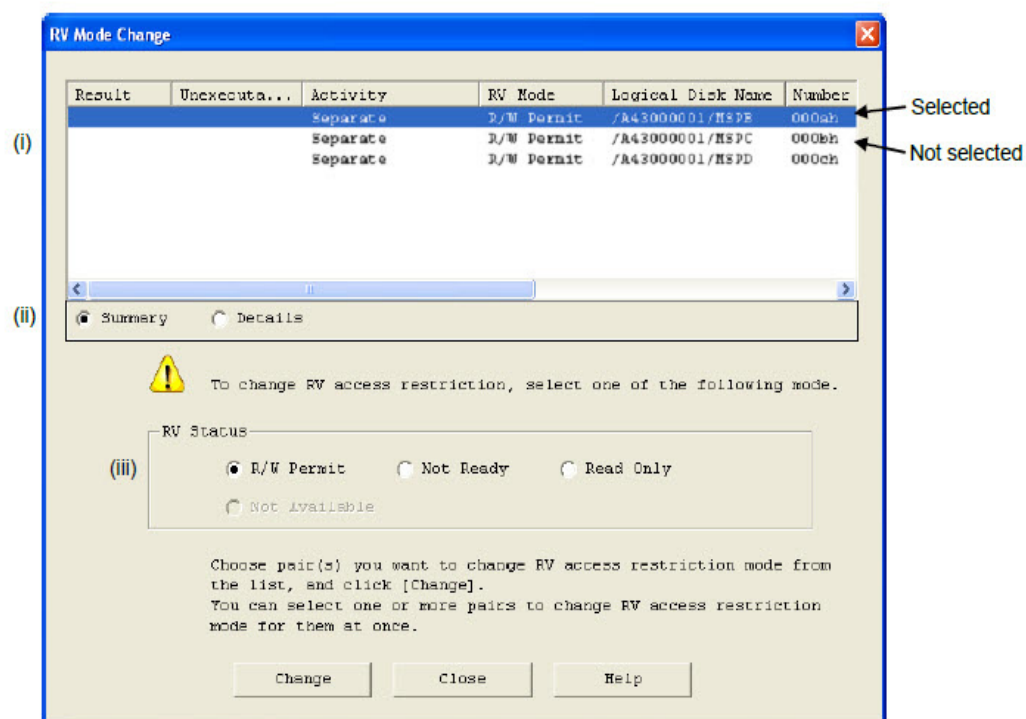 RV Mode Change
Result Unexecuta... Activity RV Mode Logical Disk Name Number
Separate R/W Permit /A43000001/MSPB 000ah
Selected
(i)
Separate R/W Permit /A43000001/MSPC 000bh
Not selected
Separate R/W Permit /A43000001/MSPD 000ch
(ii)
Summary Details
To change RV access restriction, select one of the following mode.
RV Status
(iii)
R/W Permit Not Ready Read Only
Not Available
Choose pair(s) you want to change RV access restriction mode from
the list, and click [Change].
You can select one or more pairs to change RV access restriction
mode for them at once.
Change Close Help